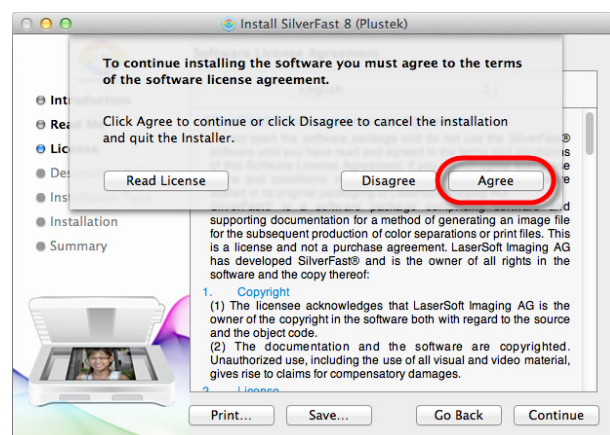 Install SilverFast 8 (Plustek)
Software License Agreement
To continue installing the software you must agree to the terms
of the software license agreement.
English
Click Agree to continue or click Disagree to cancel the installation
and quit the Installer.
Read License
Disagree
Agree
Introduction
Read Me
License
Installation
Summary
supporting documentation for a method of generating an image file
for the subsequent production of color separations or print files. This
is a license and not a purchase agreement. LaserSoft Imaging AG
has developed SilverFast® and is the owner of all rights in the
software and the copy thereof:
1. Copyright
(1) The licensee acknowledges that LaserSoft Imaging AG is the
owner of the copyright in the software both with regard to the source
and the object code.
(2) The documentation and the software are copyrighted.
Unauthorized use, including the use of all visual and video material,
gives rise to claims for compensatory damages.
2. License
Print...
Save...
Go Back
Continue